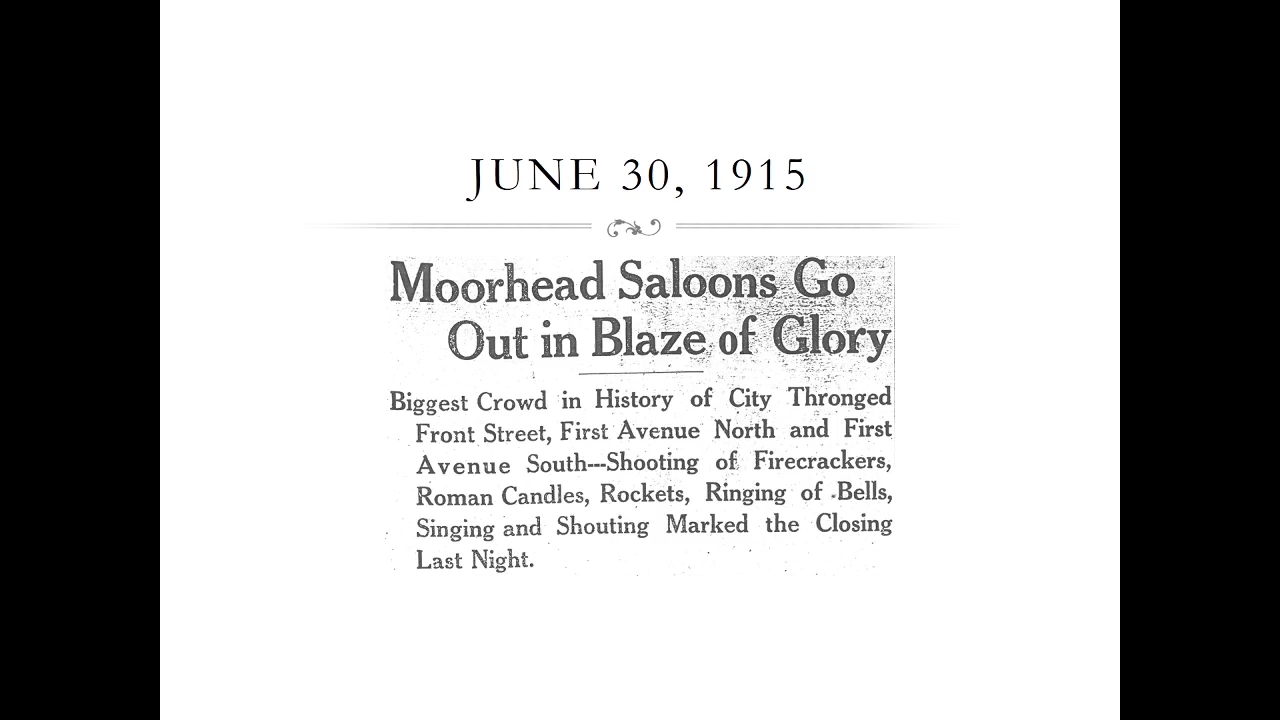 JUNE 30, 1915
Moorhead Saloons Go
Out in Blaze of Glory
Biggest Crowd in History of City Thronged
Front Street, First Avenue North and First
Avenue South---Shooting of Firecrackers,
Roman Candles, Rockets, Ringing of Bells,
Singing and Shouting Marked the Closing
Last Night.